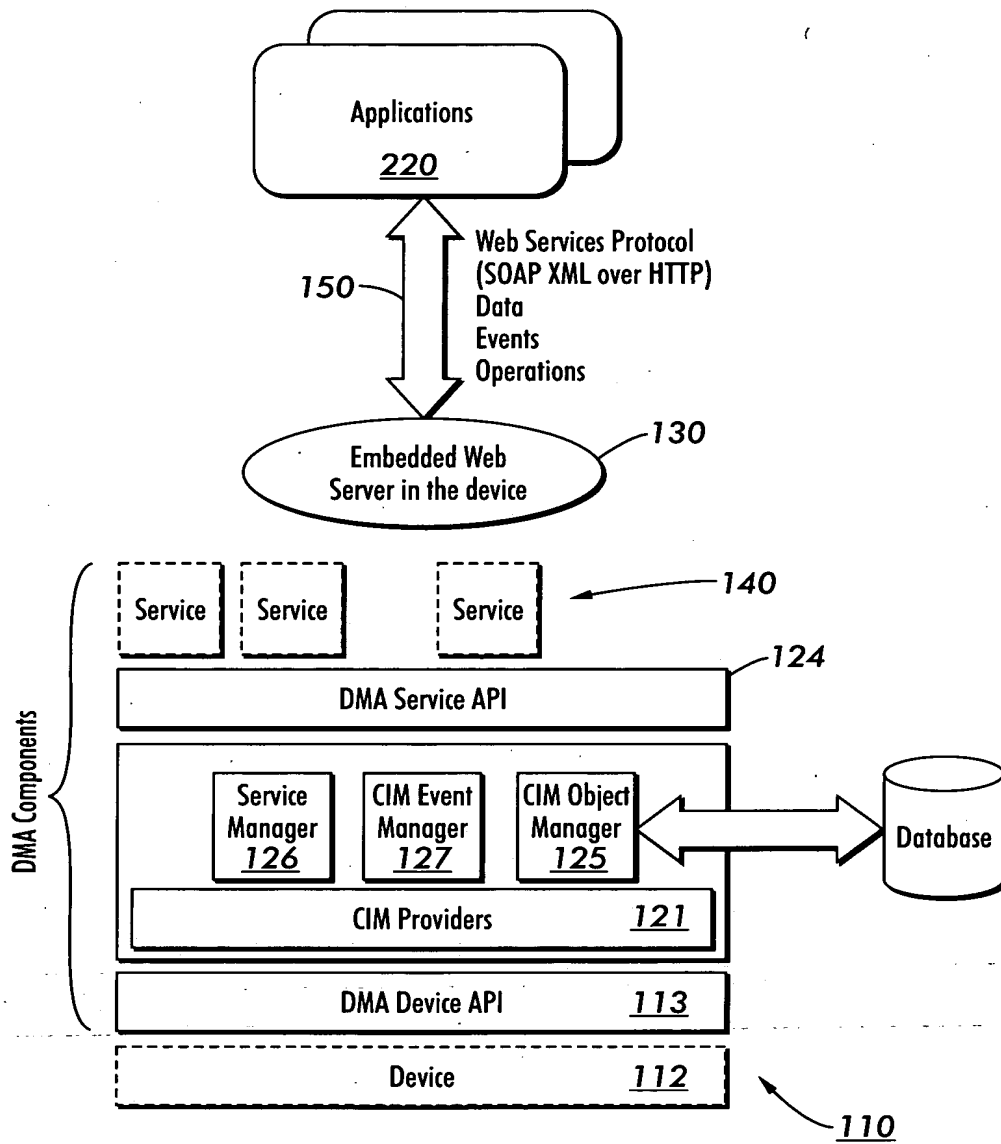 Applications
220
150
Web Services Protocol
(SOAP XML over HTTP)
Data
Events
Operations
130
Embedded Web
Server in the device
140
Service
Service
Service
124
DMA Service API
DMA Components
Service
Manager
126
CIM Event
Manager
127
CIM Object
Manager
125
Database
CIM Providers
121
DMA Device API
113
Device
112
110